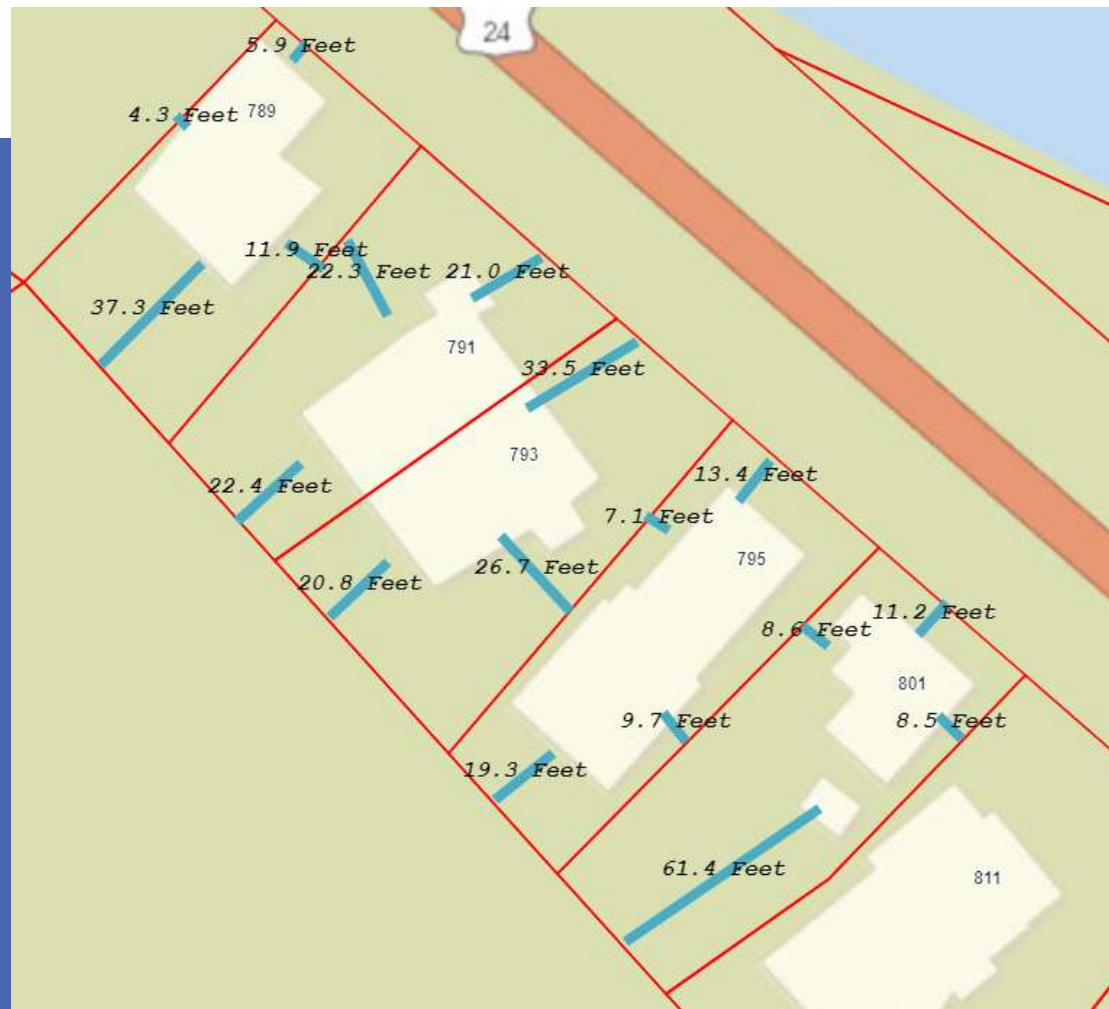 24
5.9 Feet
4.3 Feet
789
11.9 Feet
22.3 Feet
21.0 Feet
37.3 Feet
791
33.5 Feet
793
22.4 Feet
13.4 Feet
7.1 Feet
795
26.7 Feet
20.8 Feet
11.2 Feet
8.6 Feet
801
9.7 Feet
8.5 Feet
19.3 Feet
61.4 Feet
811